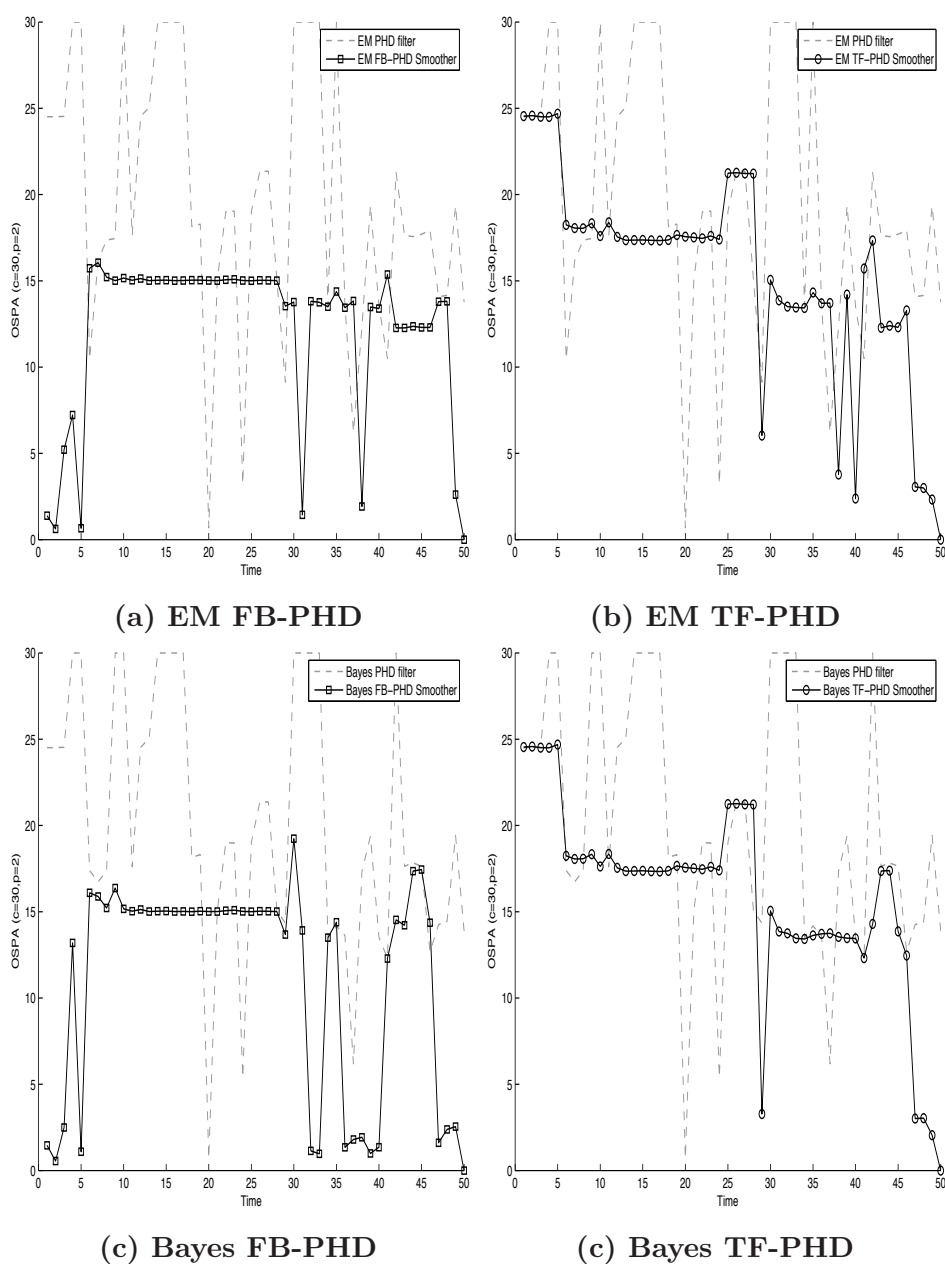 30
25
20
15
10
5
0
OSPA (c=30,p=2)
0 5 10 15 20 25 30 35 40 45 50
Time
EM PHD filter
EM FB-PHD Smoother
(a) EM FB-PHD
30
25
20
15
10
5
0
OSPA (c=30,p=2)
0 5 10 15 20 25 30 35 40 45 50
Time
EM PHD filter
EM TF-PHD Smoother
(b) EM TF-PHD
30
25
20
15
10
5
0
OSPA (c=30,p=2)
0 5 10 15 20 25 30 35 40 45 50
Time
Bayes PHD filter
Bayes FB-PHD Smoother
(c) Bayes FB-PHD
30
25
20
15
10
5
0
OSPA (c=30,p=2)
0 5 10 15 20 25 30 35 40 45 50
Time
Bayes PHD filter
Bayes TF-PHD Smoother
(c) Bayes TF-PHD